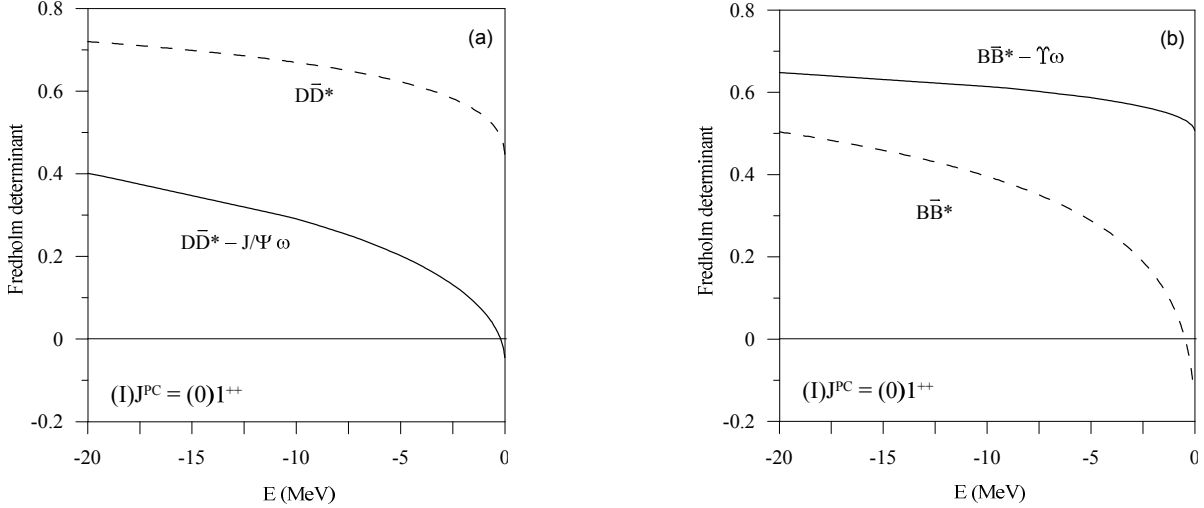 0.8
(a)
DD̄*
0.6
0.4
DD̄* – J/Ψ ω
0.2
0
-0.2
(I)Jᴾᶜ = (0)1⁺⁺
Fredholm determinant
-20
-15
-10
-5
0
E (MeV)
0.8
(b)
BB̄* – ϒω
0.6
0.4
BB̄*
0.2
0
-0.2
(I)Jᴾᶜ = (0)1⁺⁺
Fredholm determinant
-20
-15
-10
-5
0
E (MeV)